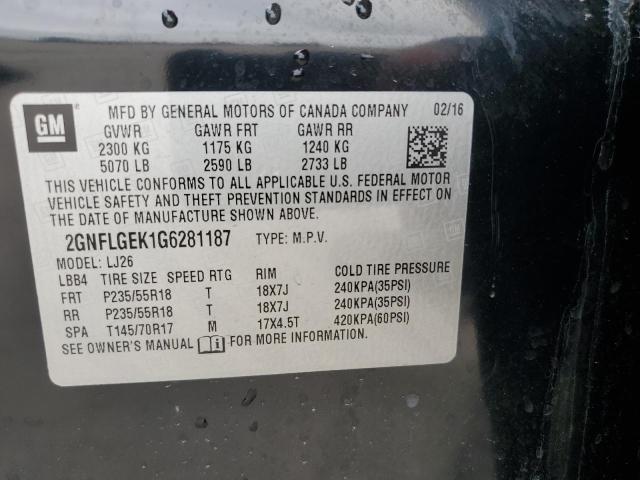 GM
MFD BY GENERAL MOTORS OF CANADA COMPANY 02/16
GVWR GAWR FRT GAWR RR
2300 KG 1175 KG 1240 KG
5070 LB 2590 LB 2733 LB
THIS VEHICLE CONFORMS TO ALL APPLICABLE U.S. FEDERAL MOTOR
VEHICLE SAFETY AND THEFT PREVENTION STANDARDS IN EFFECT ON
THE DATE OF MANUFACTURE SHOWN ABOVE.
2GNFLGEK1G6281187 TYPE: M.P.V.
MODEL: LJ26
LBB4 TIRE SIZE SPEED RTG RIM COLD TIRE PRESSURE
FRT P235/55R18 T 18X7J 240KPA(35PSI)
RR P235/55R18 T 18X7J 240KPA(35PSI)
SPA T145/70R17 M 17X4.5T 420KPA(60PSI)
SEE OWNER'S MANUAL FOR MORE INFORMATION.